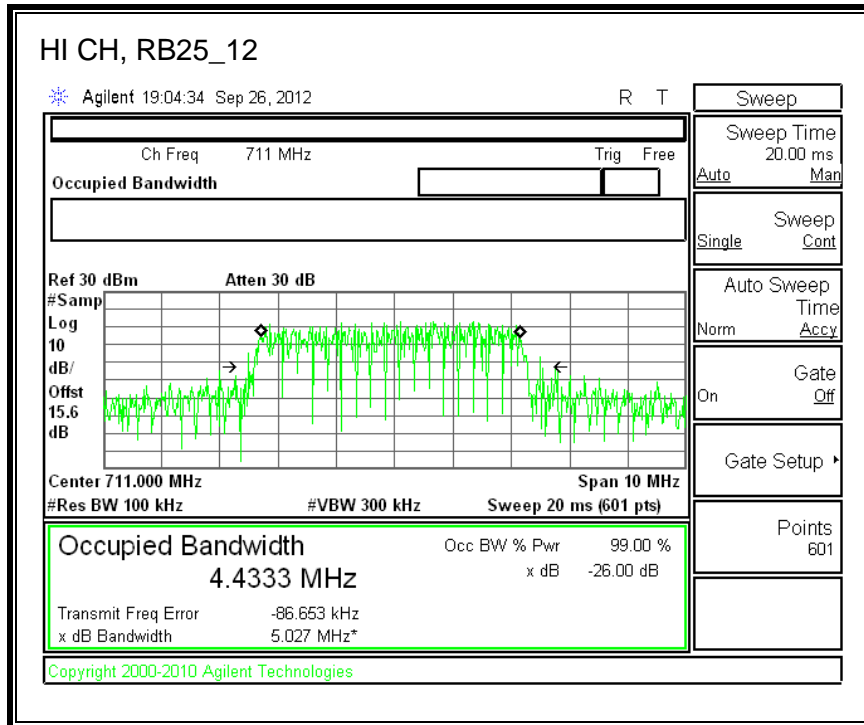 HI CH, RB25_12
Agilent 19:04:34 Sep 26, 2012 R T
Ch Freq 711 MHz Trig Free
Occupied Bandwidth
Ref 30 dBm Atten 30 dB
#Samp
Log
10
dB/
Offst
15.6
dB
Center 711.000 MHz Span 10 MHz
#Res BW 100 kHz #VBW 300 kHz Sweep 20 ms (601 pts)
Occupied Bandwidth Occ BW % Pwr 99.00 %
4.4333 MHz x dB -26.00 dB
Transmit Freq Error -86.653 kHz
x dB Bandwidth 5.027 MHz*
Copyright 2000-2010 Agilent Technologies
Sweep
Sweep Time
20.00 ms
Auto Man
Sweep
Single Cont
Auto Sweep
Time
Norm Accy
Gate
On Off
Gate Setup
Points
601